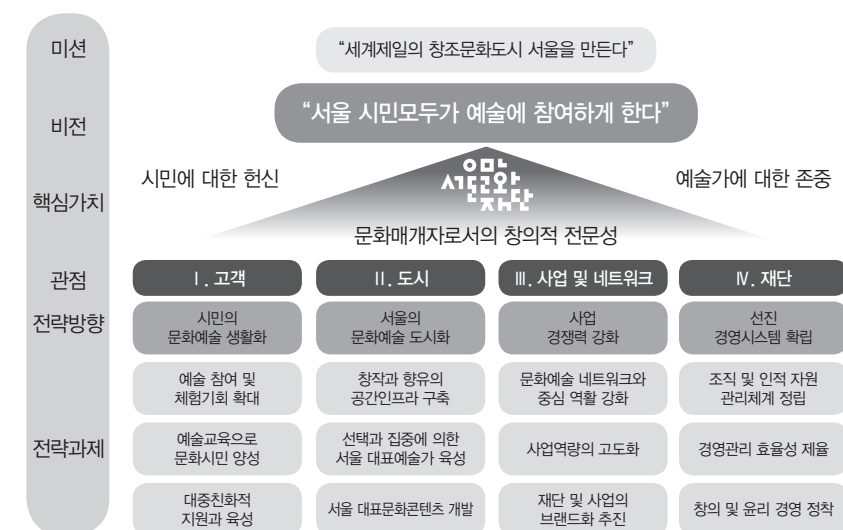 미션
“세계제일의 창조문화도시 서울을 만든다”
비전
“서울 시민모두가 예술에 참여하게 한다”
핵심가치
시민에 대한 헌신
서울문화재단
예술가에 대한 존중
문화매개자로서의 창의적 전문성
관점
Ⅰ. 고객
Ⅱ. 도시
Ⅲ. 사업 및 네트워크
Ⅳ. 재단
전략방향
시민의
문화예술 생활화
서울의
문화예술 도시화
사업
경쟁력 강화
선진
경영시스템 확립
전략과제
예술 참여 및
체험기회 확대
창작과 향유의
공간인프라 구축
문화예술 네트워크와
중심 역활 강화
조직 및 인적 자원
관리체계 정립
예술교육으로
문화시민 양성
선택과 집중에 의한
서울 대표예술가 육성
사업역량의 고도화
경영관리 효율성 제율
대중친화적
지원과 육성
서울 대표문화콘텐츠 개발
재단 및 사업의
브랜드화 추진
창의 및 윤리 경영 정착